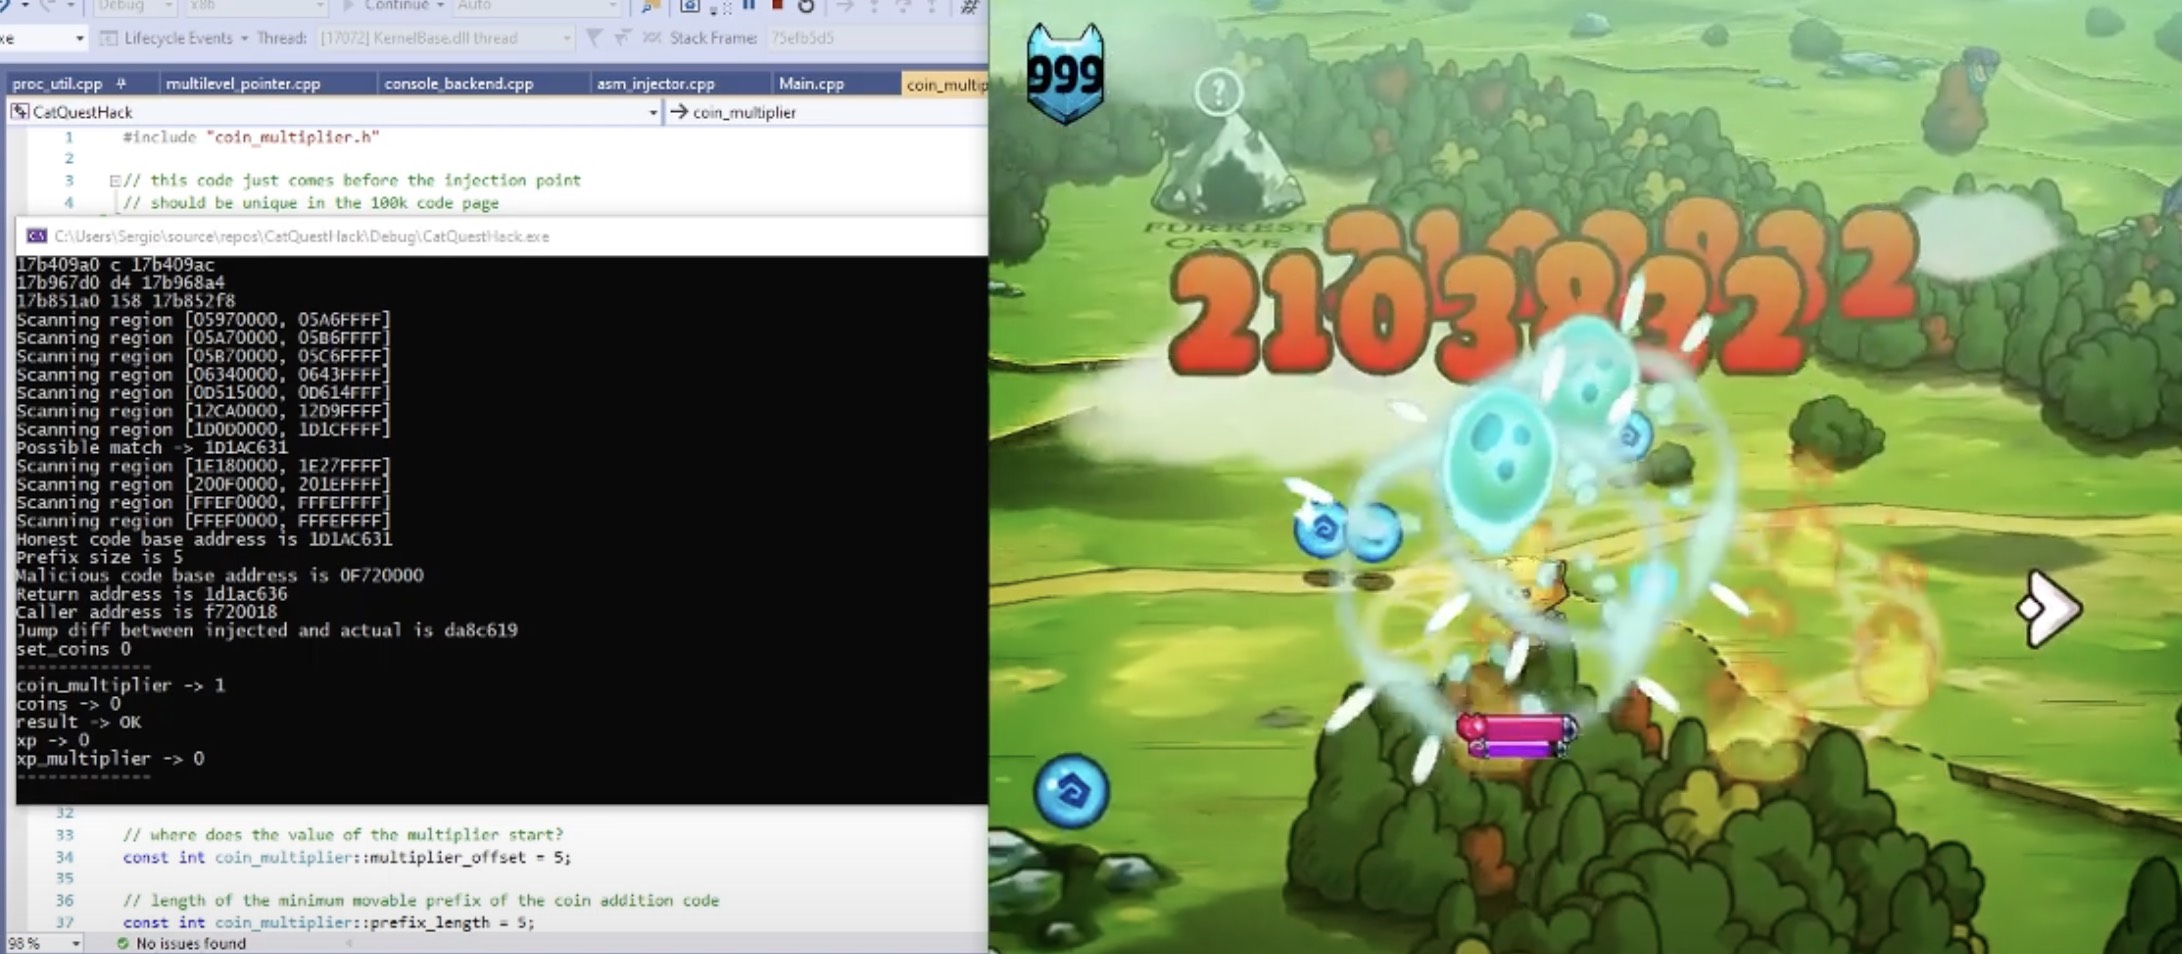 Debug x86 Continue Auto
xe Lifecycle Events Thread: [17072] KernelBase.dll thread Stack Frame: 75efb5d5
proc_util.cpp multilevel_pointer.cpp console_backend.cpp asm_injector.cpp Main.cpp coin_multip
CatQuestHack coin_multiplier
1 #include "coin_multiplier.h"
2
3 // this code just comes before the injection point
4 // should be unique in the 100k code page
C:\Users\Sergio\source\repos\CatQuestHack\Debug\CatQuestHack.exe
17b409a0 c 17b409ac
17b967d0 d4 17b968a4
17b851a0 158 17b852f8
Scanning region [05970000, 05A6FFFF]
Scanning region [05A70000, 05B6FFFF]
Scanning region [05B70000, 05C6FFFF]
Scanning region [06340000, 0643FFFF]
Scanning region [0D515000, 0D614FFF]
Scanning region [12CA0000, 12D9FFFF]
Scanning region [1D0D0000, 1D1CFFFF]
Possible match -> 1D1AC631
Scanning region [1E180000, 1E27FFFF]
Scanning region [200F0000, 201EFFFF]
Scanning region [FFEF0000, FFFEFFFF]
Scanning region [FFEF0000, FFFEFFFF]
Honest code base address is 1D1AC631
Prefix size is 5
Malicious code base address is 0F720000
Return address is 1d1ac636
Caller address is f720018
Jump diff between injected and actual is da8c619
set_coins 0
-------------
coin_multiplier -> 1
coins -> 0
result -> OK
xp -> 0
xp_multiplier -> 0
-------------
32
33 // where does the value of the multiplier start?
34 const int coin_multiplier::multiplier_offset = 5;
35
36 // length of the minimum movable prefix of the coin addition code
37 const int coin_multiplier::prefix_length = 5;
98 % No issues found
999
?
FURREST
CAVE
2103832